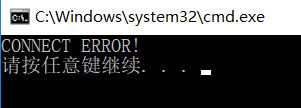 C:\Windows\system32\cmd.exe
CONNECT ERROR!
请按任意键继续. . .